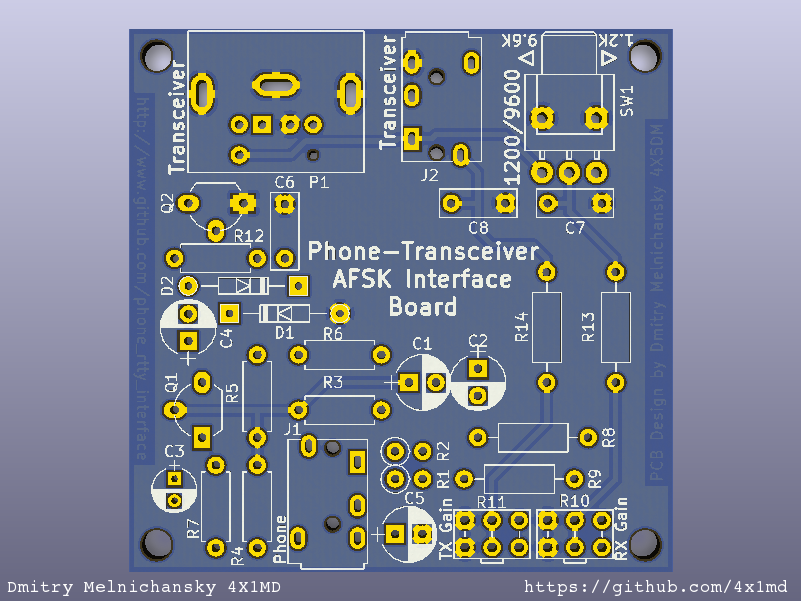 9.6K
1.2K
Transceiver
Transceiver
1200/9600
SW1
J2
C6
P1
Q2
R12
C8
C7
Phone-Transceiver
AFSK Interface
Board
D2
C4
D1
R6
R14
R13
C1
C2
Q1
R5
R3
J1
R2
R8
C3
R1
R9
C5
R11
R10
TX Gain
RX Gain
R7
R4
Phone
http://www.github.com/phone_rtty_interface
PCB Design by Dmitry Melnichansky 4X5DM
Dmitry Melnichansky 4X1MD
https://github.com/4x1md